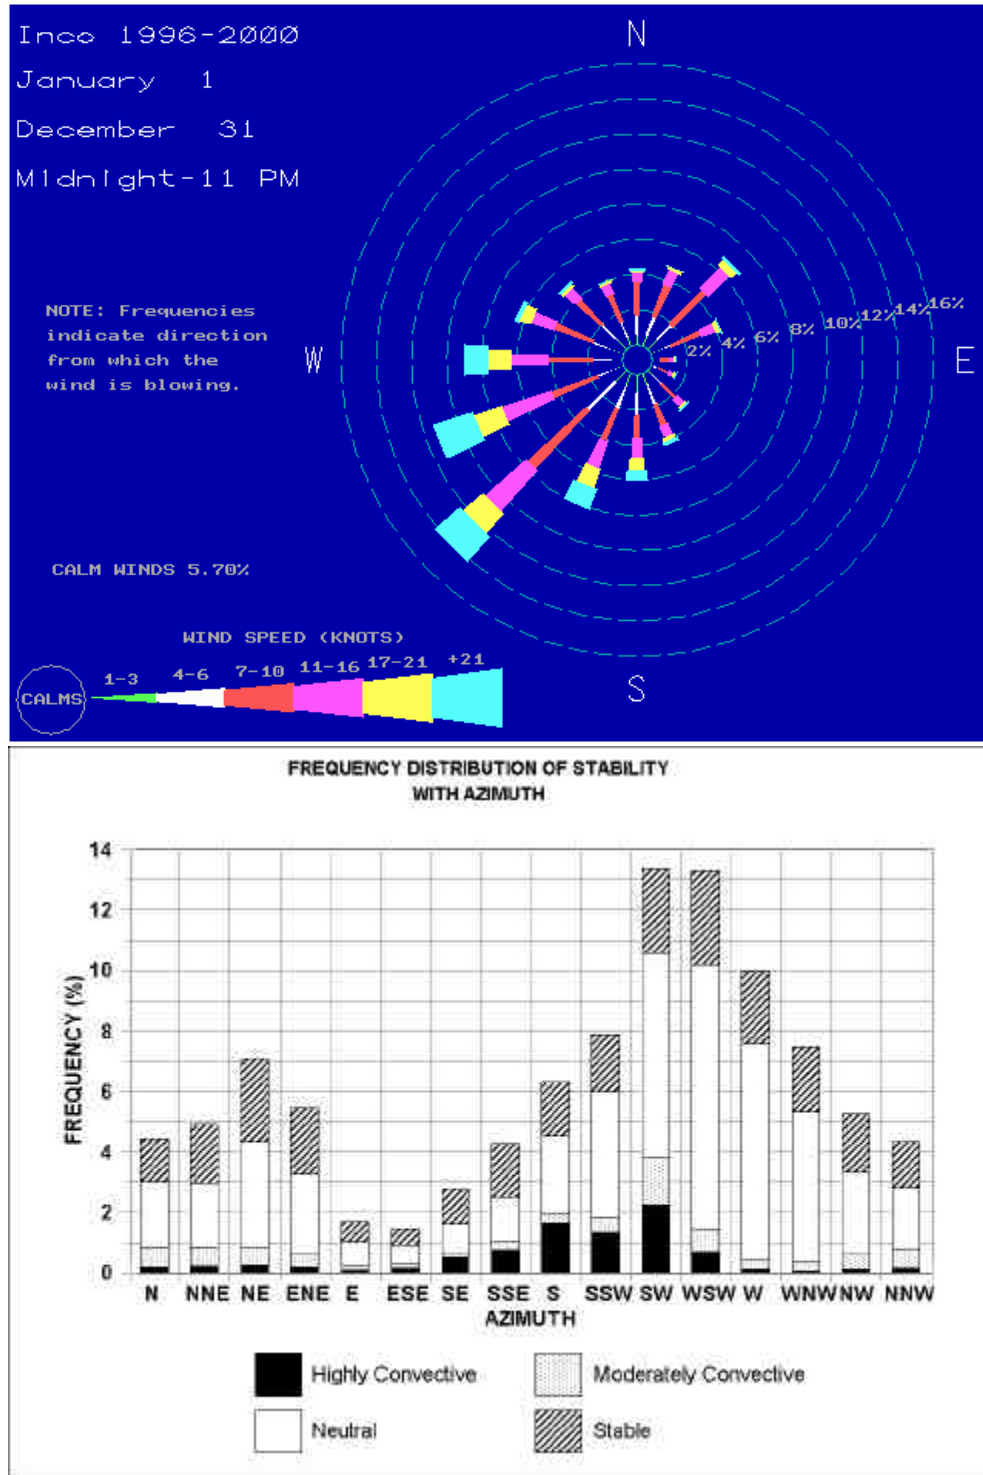 Inco 1996-2000
January 1
December 31
Midnight-11 PM
N
NOTE: Frequencies
indicate direction
from which the
wind is blowing.
W
E
2% 4% 6% 8% 10% 12% 14% 16%
CALM WINDS 5.70%
S
WIND SPEED (KNOTS)
CALMS 1-3 4-6 7-10 11-16 17-21 +21
FREQUENCY DISTRIBUTION OF STABILITY
WITH AZIMUTH
FREQUENCY (%)
14
12
10
8
6
4
2
0
N NNE NE ENE E ESE SE SSE S SSW SW WSW W WNW NW NNW
AZIMUTH
Highly Convective
Moderately Convective
Neutral
Stable